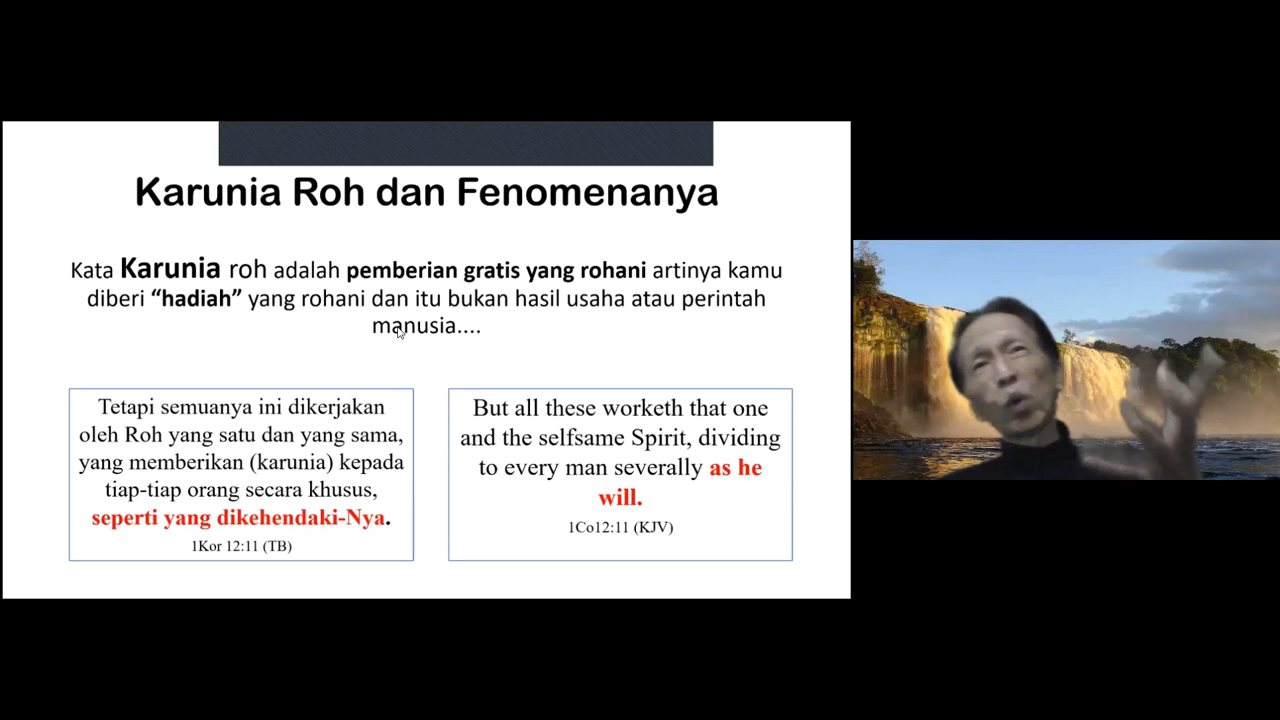 Karunia Roh dan Fenomenanya
Kata Karunia roh adalah pemberian gratis yang rohani artinya kamu
diberi “hadiah” yang rohani dan itu bukan hasil usaha atau perintah
manusia....
Tetapi semuanya ini dikerjakan
oleh Roh yang satu dan yang sama,
yang memberikan (karunia) kepada
tiap-tiap orang secara khusus,
seperti yang dikehendaki-Nya.
1Kor 12:11 (TB)
But all these worketh that one
and the selfsame Spirit, dividing
to every man severally as he
will.
1Co12:11 (KJV)